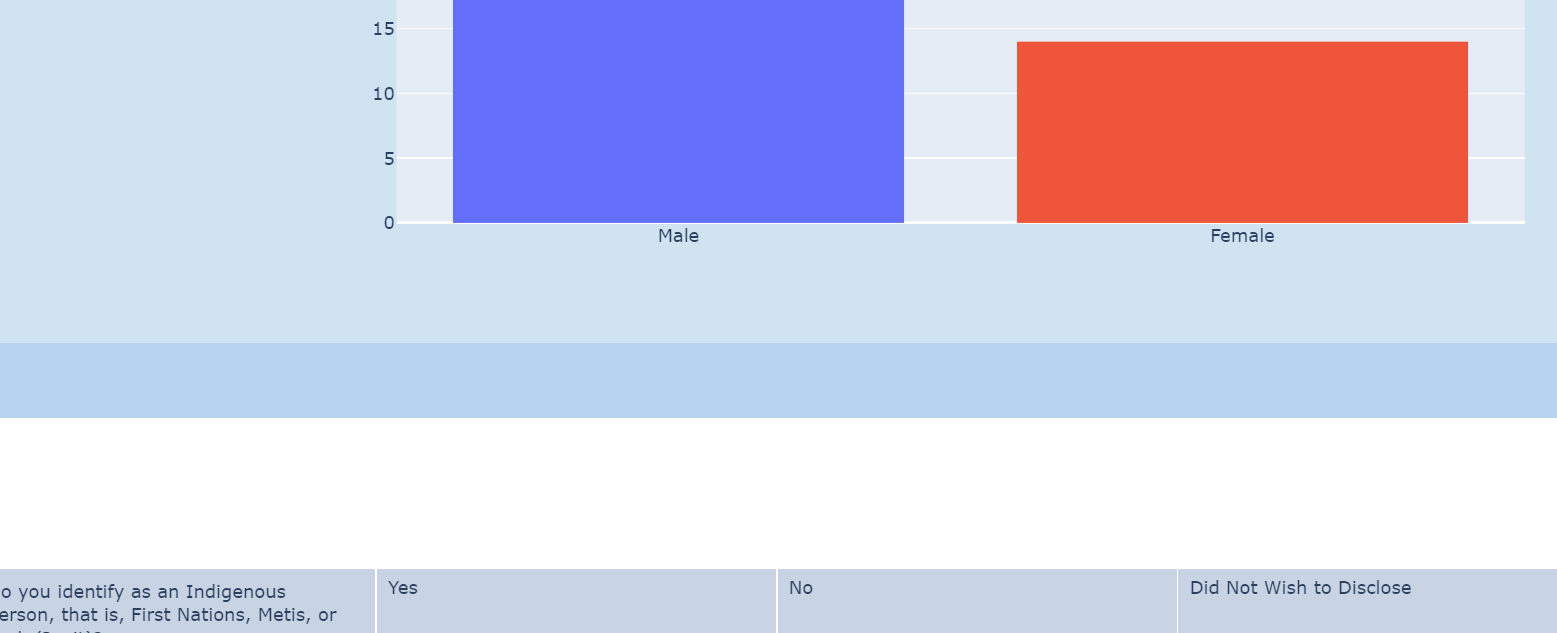 15
10
5
0
Male Female
o you identify as an Indigenous
erson, that is, First Nations, Metis, or
Yes
No
Did Not Wish to Disclose